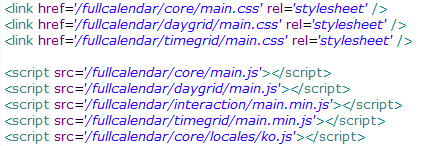 <link href='/fullcalendar/core/main.css' rel='stylesheet' />
<link href='/fullcalendar/daygrid/main.css' rel='stylesheet' />
<link href='/fullcalendar/timegrid/main.css' rel='stylesheet' />
<script src='/fullcalendar/core/main.js'></script>
<script src='/fullcalendar/daygrid/main.js'></script>
<script src='/fullcalendar/interaction/main.min.js'></script>
<script src='/fullcalendar/timegrid/main.min.js'></script>
<script src='/fullcalendar/core/locales/ko.js'></script>